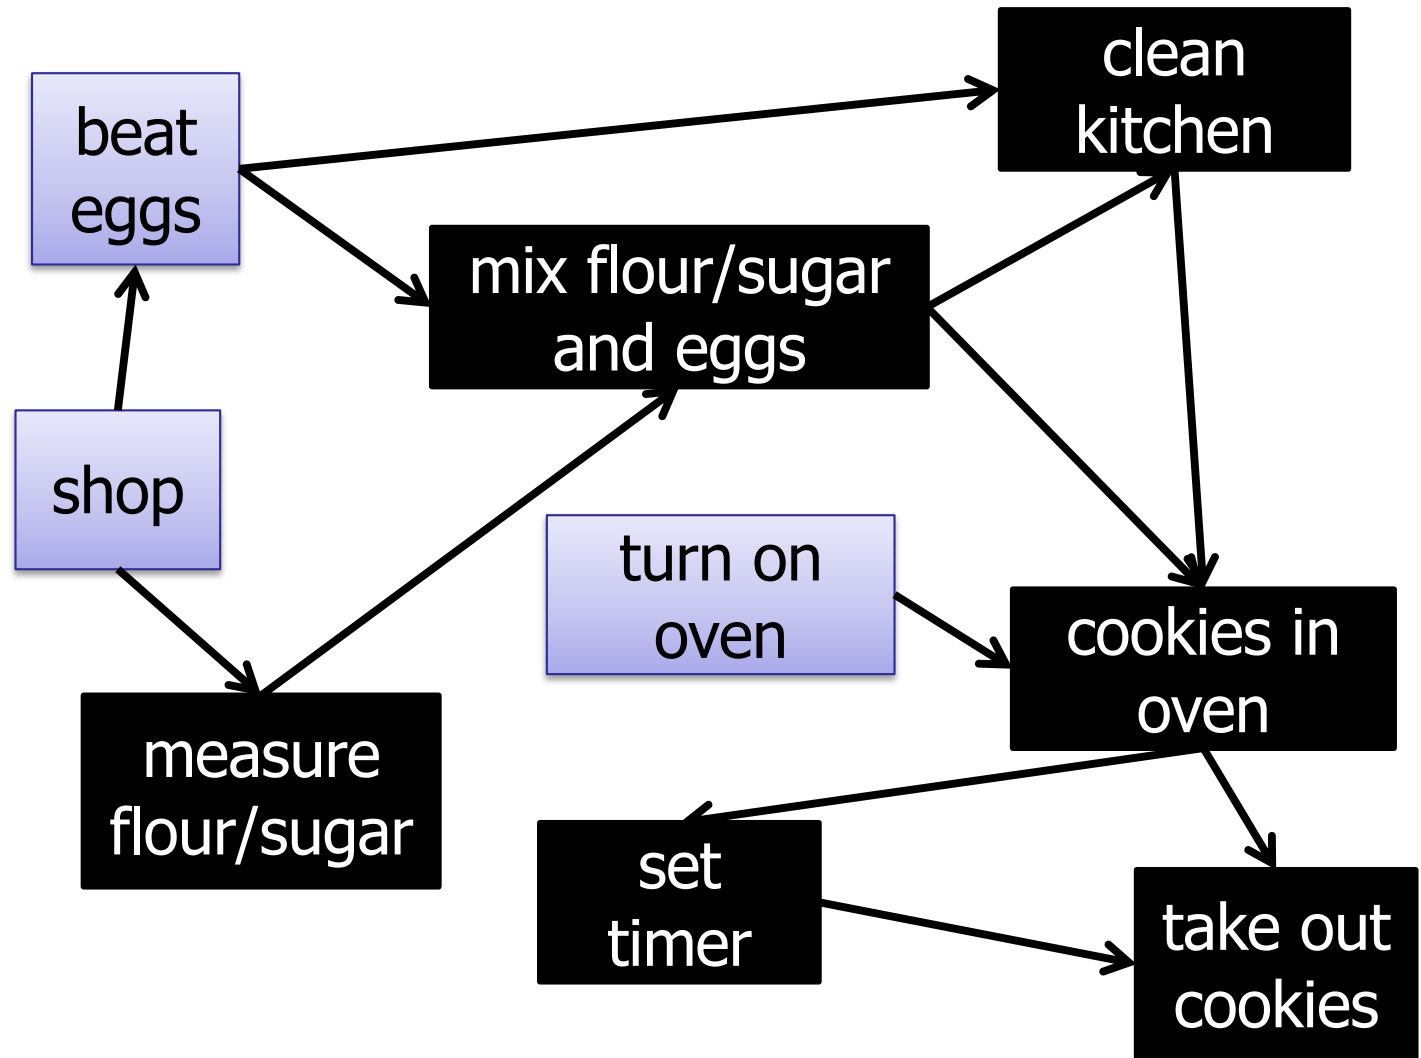 clean
kitchen
beat
eggs
mix flour/sugar
and eggs
shop
turn on
oven
cookies in
oven
measure
flour/sugar
set
timer
take out
cookies